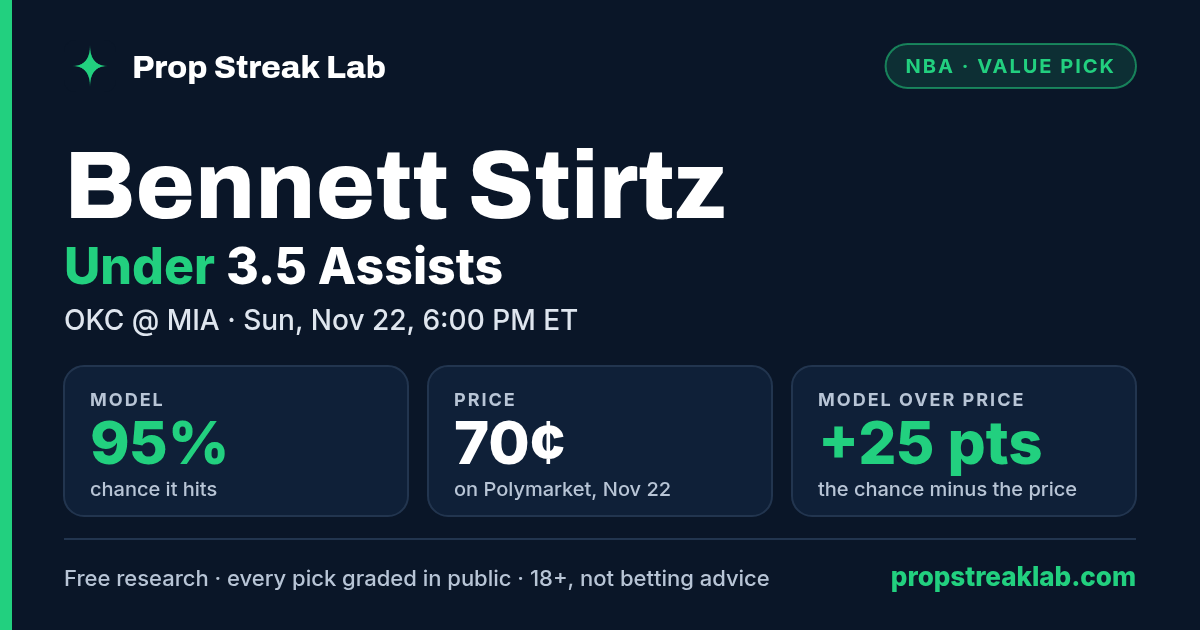 Prop Streak Lab
NBA · VALUE PICK
Bennett Stirtz
Under 3.5 Assists
OKC @ MIA · Sun, Nov 22, 6:00 PM ET
MODEL
95%
chance it hits
PRICE
70¢
on Polymarket, Nov 22
MODEL OVER PRICE
+25 pts
the chance minus the price
Free research · every pick graded in public · 18+, not betting advice
propstreaklab.com